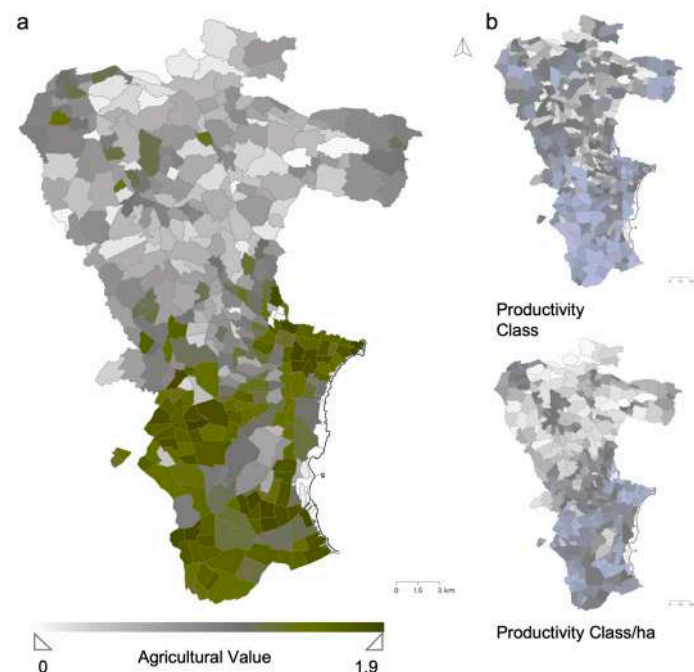 a
b
Productivity
Class
0 1.5 3 km
Agricultural Value
0
1.9
Productivity Class/ha